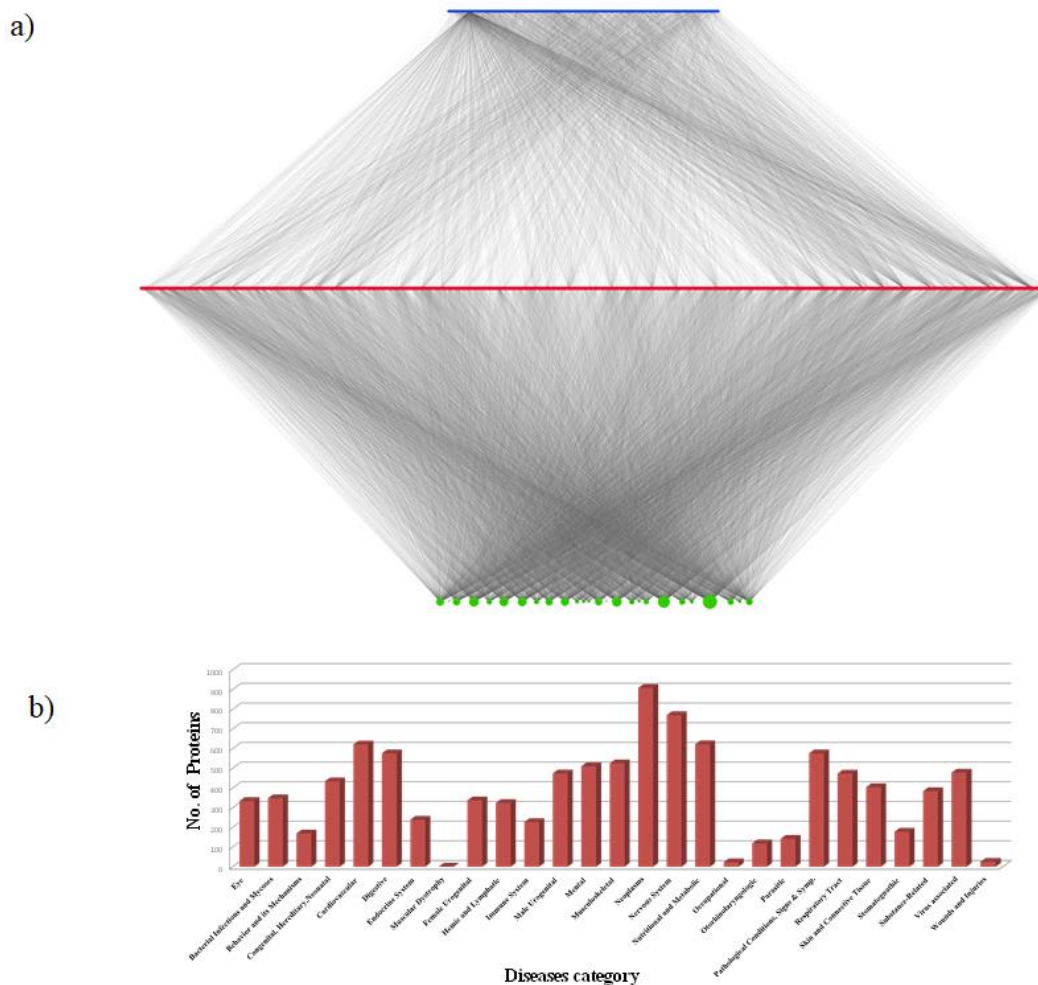 a)
b)
No. of Proteins
1000
900
800
700
600
500
400
300
200
100
0
Eye
Bacterial Infections and Mycoses
Behavior and its Mechanisms
Congenital, Hereditary,Neonatal
Cardiovascular
Digestive
Endocrine System
Muscular Dystrophy
Female Urogenital
Hemic and Lymphatic
Immune System
Male Urogenital
Mental
Musculoskeletal
Neoplasms
Nervous System
Nutritional and Metabolic
Occupational
Otorhinolaryngologic
Parasitic
Pathological Conditions, Signs & Symp.
Respiratory Tract
Skin and Connective Tissue
Stomatognathic
Substance-Related
Virus associated
Wounds and Injuries
Diseases category